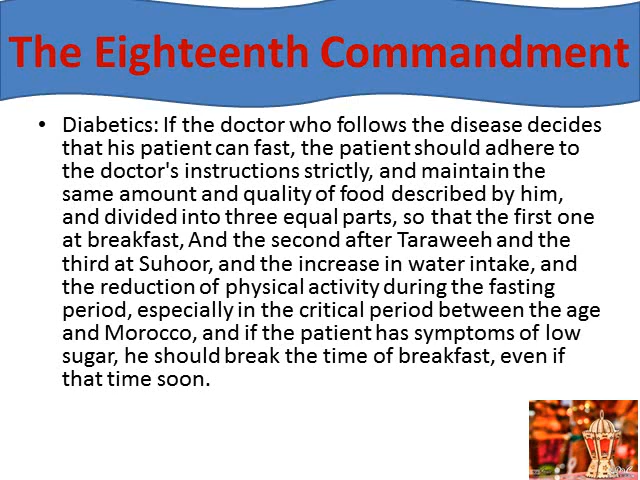 The Eighteenth Commandment
• Diabetics: If the doctor who follows the disease decides
that his patient can fast, the patient should adhere to
the doctor's instructions strictly, and maintain the
same amount and quality of food described by him,
and divided into three equal parts, so that the first one
at breakfast, And the second after Taraweeh and the
third at Suhoor, and the increase in water intake, and
the reduction of physical activity during the fasting
period, especially in the critical period between the age
and Morocco, and if the patient has symptoms of low
sugar, he should break the time of breakfast, even if
that time soon.